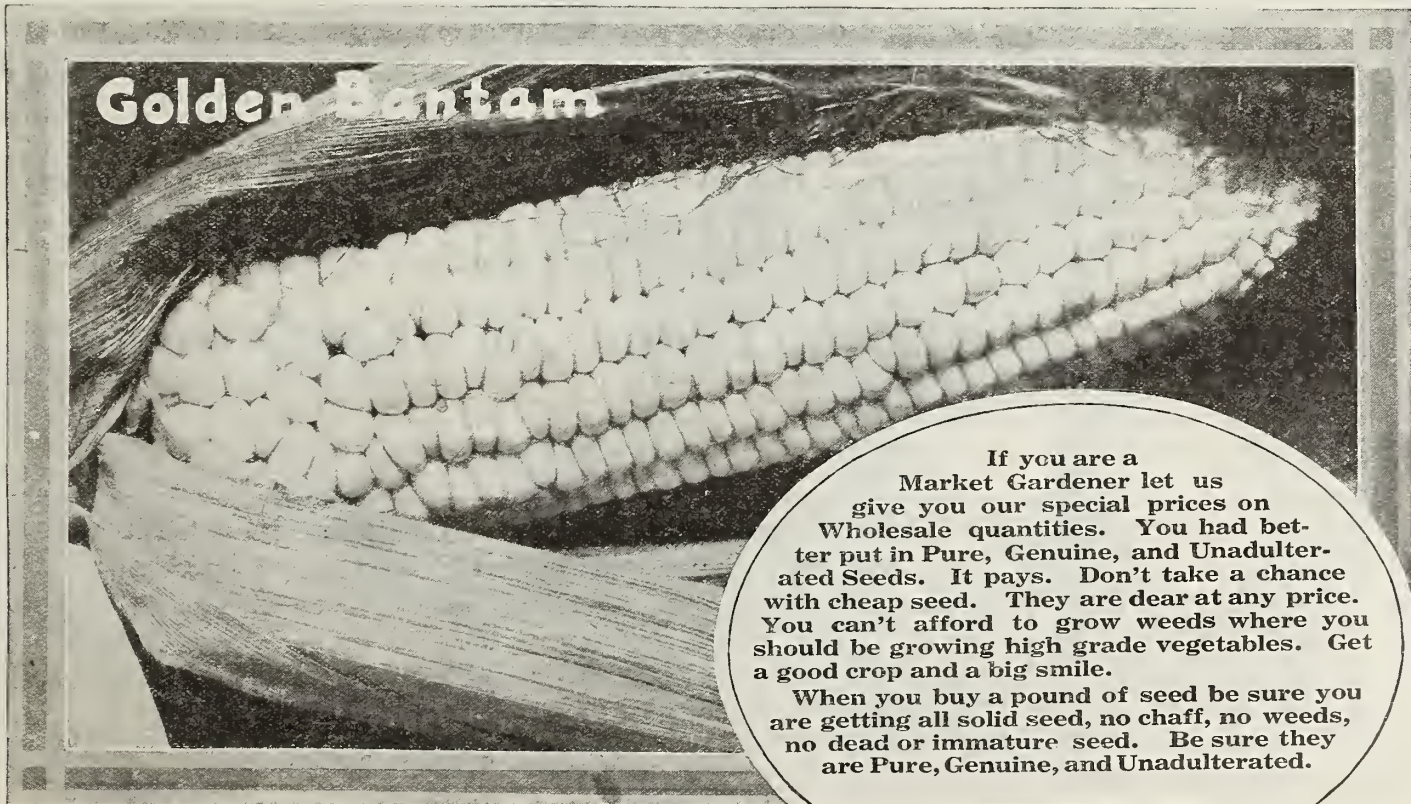 Golden Bantam
If you are a
Market Gardener let us
give you our special prices on
Wholesale quantities. You had bet-
ter put in Pure, Genuine, and Unadulter-
ated Seeds. It pays. Don't take a chance
with cheap seed. They are dear at any price.
You can't afford to grow weeds where you
should be growing high grade vegetables. Get
a good crop and a big smile.
When you buy a pound of seed be sure you
are getting all solid seed, no chaff, no weeds,
no dead or immature seed. Be sure they
are Pure, Genuine, and Unadulterated.